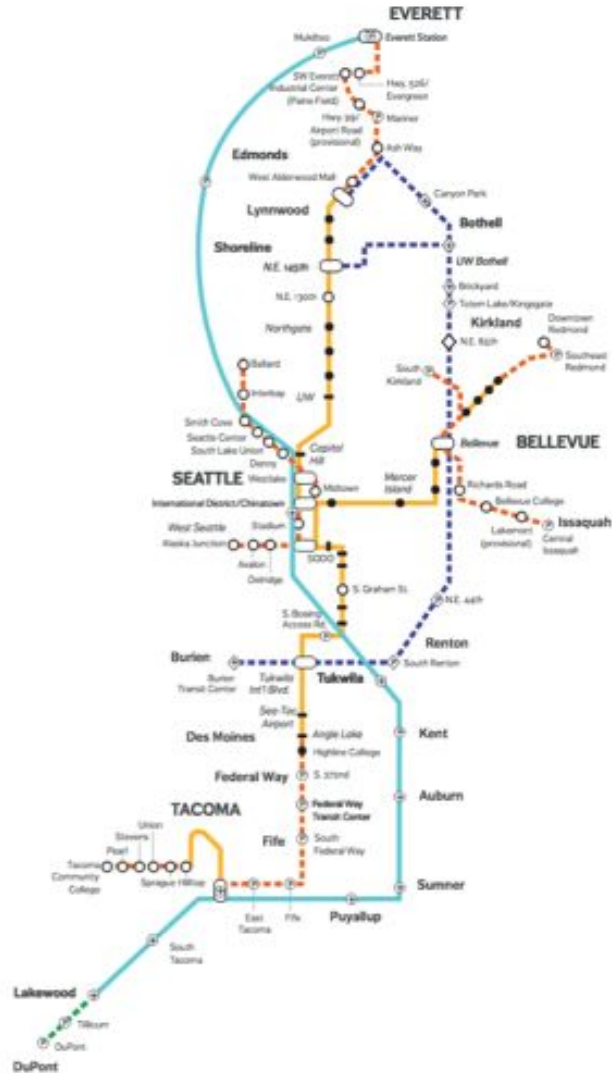 EVERETT
Mukilteo
Everett Station
SW Everett
Industrial Center
(Paine Field)
Hwy. 526/
Evergreen
Hwy. 99/
Airport Road
(provisional)
Mariner
Ash Way
Edmonds
West Alderwood Mall
Canyon Park
Lynnwood
Bothell
Shoreline
UW Bothell
N.E. 145th
Brickyard
N.E. 130th
Totem Lake/Kingsgate
Kirkland
Downtown
Redmond
Northgate
N.E. 85th
Southeast
Redmond
Ballard
South
Kirkland
Interbay
UW
Smith Cove
Seattle Center
South Lake Union
Denny
Capitol
Hill
Bellevue
BELLEVUE
SEATTLE
Westlake
Midtown
Mercer
Island
Richards Road
International District/Chinatown
Bellevue College
West Seattle
Stadium
Lakemont
(provisional)
Issaquah
Central
Issaquah
Alaska Junction
SODO
Avalon
Delridge
S. Graham St.
N.E. 44th
S. Boeing
Access Rd.
Renton
Burien
South Renton
Burien
Transit Center
Tukwila
Int'l Blvd.
Tukwila
Sea-Tac
Airport
Des Moines
Angle Lake
Kent
Highline College
Federal Way
S. 272nd
TACOMA
Federal Way
Transit Center
Auburn
Union
Stevens
Pearl
Fife
South
Federal Way
Tacoma
Community
College
Sprague
Hilltop
Sumner
East
Tacoma
Fife
Puyallup
South
Tacoma
Lakewood
Tillicum
DuPont
DuPont